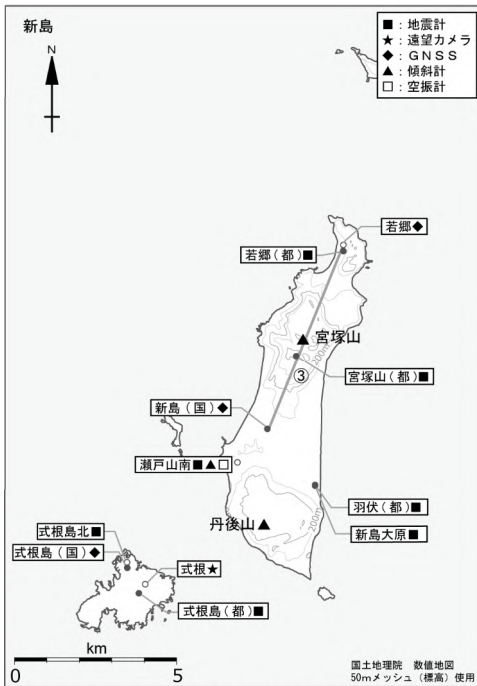 新島
N
■：地震計
★：遠望カメラ
◆：ＧＮＳＳ
▲：傾斜計
□：空振計
若郷◆
若郷（都）■
宮塚山
200m
宮塚山（都）■
③
新島（国）◆
瀬戸山南■▲□
羽伏（都）■
丹後山
200m
新島大原■
式根島北■
式根島（国）◆
式根★
式根島（都）■
km
0
5
国土地理院　数値地図
50mメッシュ（標高）使用